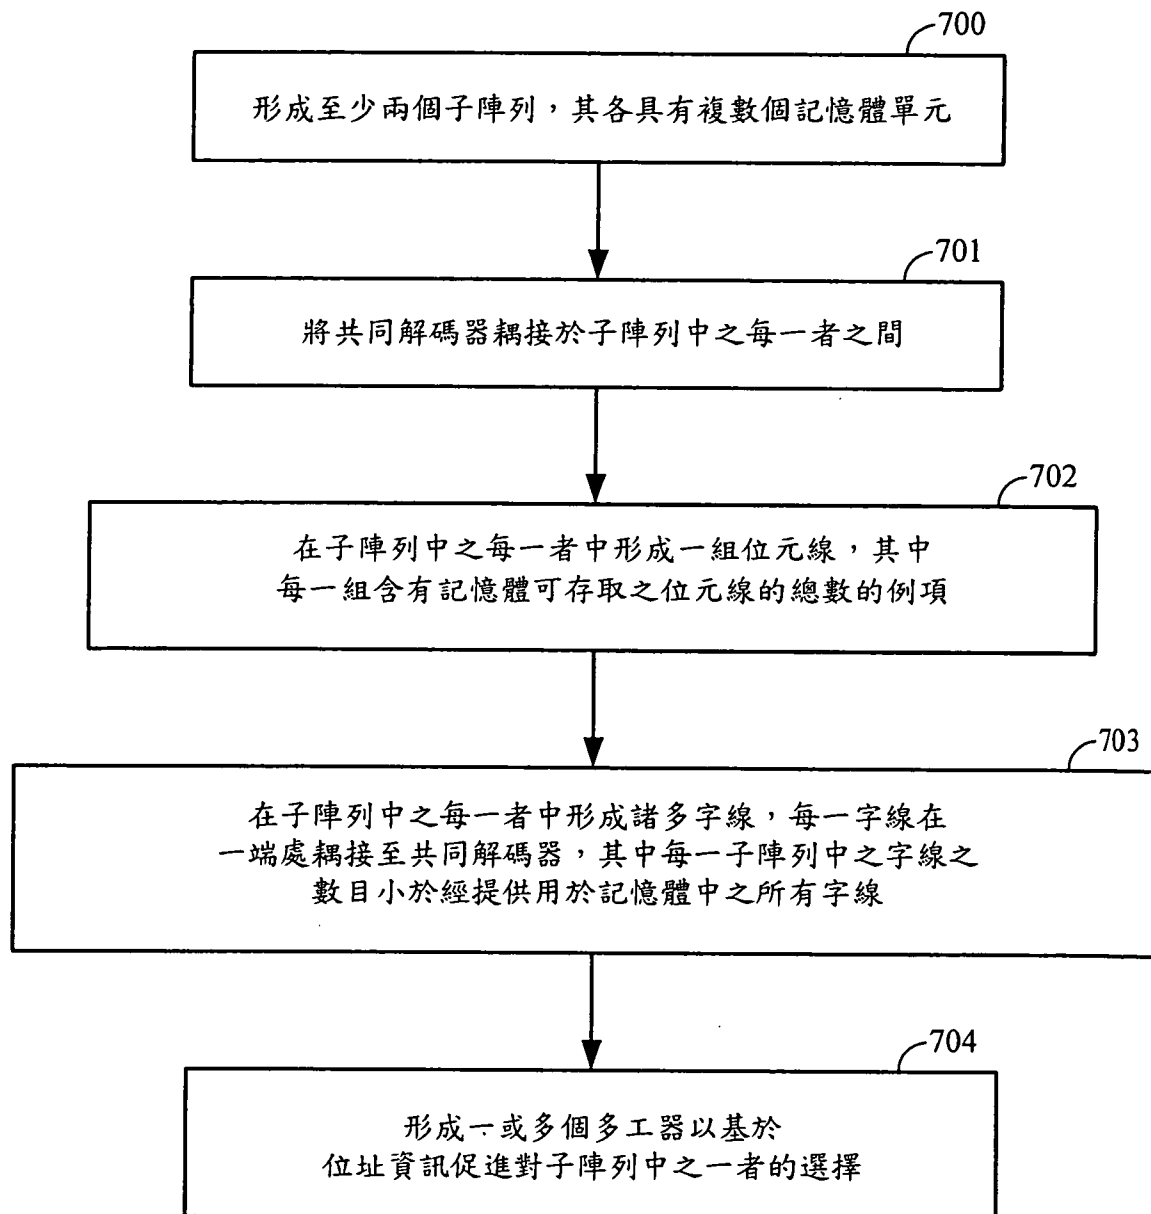 700
形成至少兩個子陣列，其各具有複數個記憶體單元
701
將共同解碼器耦接於子陣列中之每一者之間
702
在子陣列中之每一者中形成一組位元線，其中
每一組含有記憶體可存取之位元線的總數的例項
703
在子陣列中之每一者中形成諸多字線，每一字線在
一端處耦接至共同解碼器，其中每一子陣列中之字線之
數目小於經提供用於記憶體中之所有字線
704
形成一或多個多工器以基於
位址資訊促進對子陣列中之一者的選擇